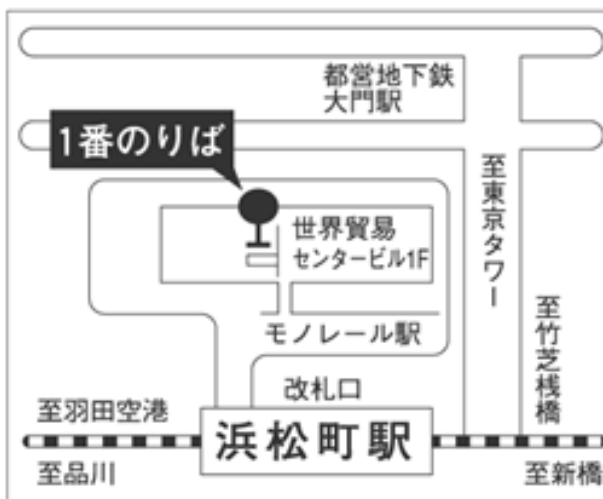 都営地下鉄
大門駅
1番のりば
世界貿易
センタービル1F
モノレール駅
至東京タワー
至竹芝桟橋
改札口
至羽田空港
浜松町駅
至品川
至新橋